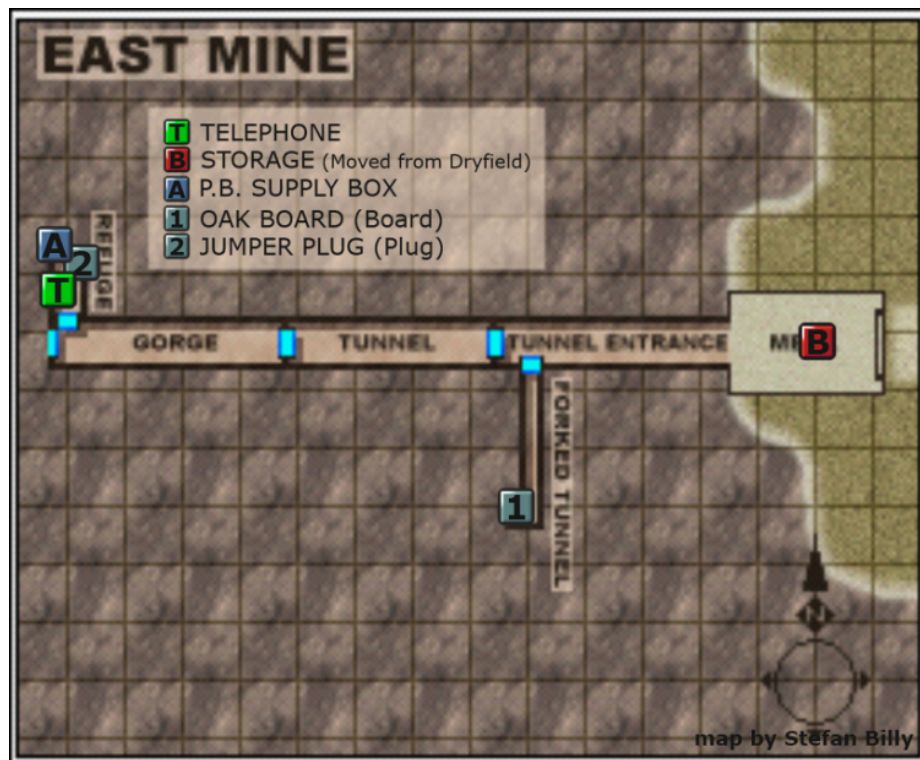 EAST MINE
T TELEPHONE
B STORAGE (Moved from Dryfield)
A P.B. SUPPLY BOX
1 OAK BOARD (Board)
2 JUMPER PLUG (Plug)
REFUGE
A
2
T
GORGE
TUNNEL
TUNNEL ENTRANCE
B
FORKED TUNNEL
1
N
map by Stefan Billy